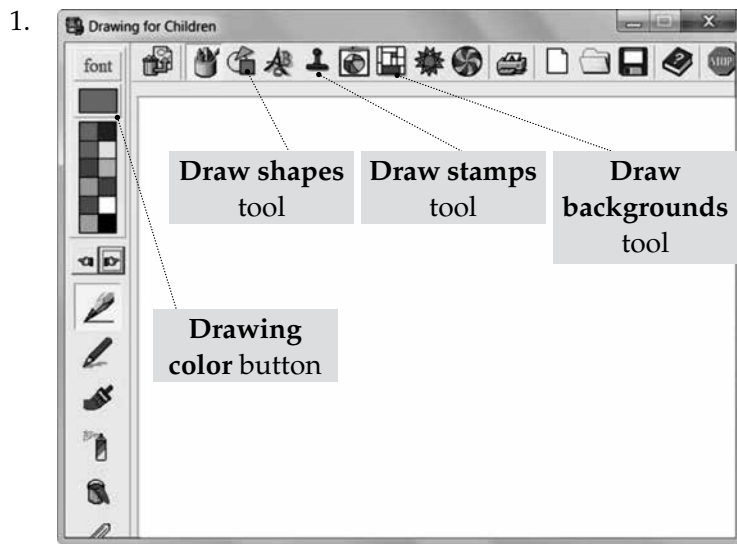 1.
Drawing for Children
font
STOP
Draw shapes
tool
Draw stamps
tool
Draw
backgrounds
tool
Drawing
color button